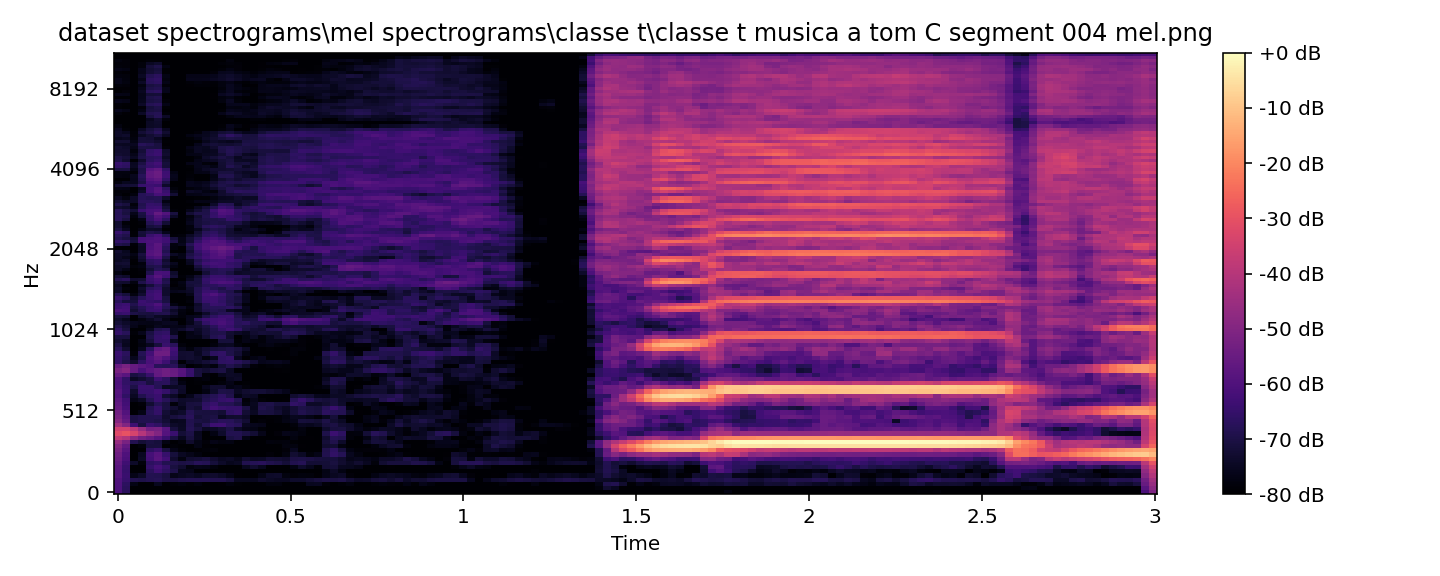 dataset spectrograms\mel spectrograms\classe t\classe t musica a tom C segment 004 mel.png
+0 dB
8192
-10 dB
-20 dB
4096
-30 dB
2048
-40 dB
Hz
1024
-50 dB
-60 dB
512
-70 dB
0
-80 dB
0
0.5
1
1.5
2
2.5
3
Time